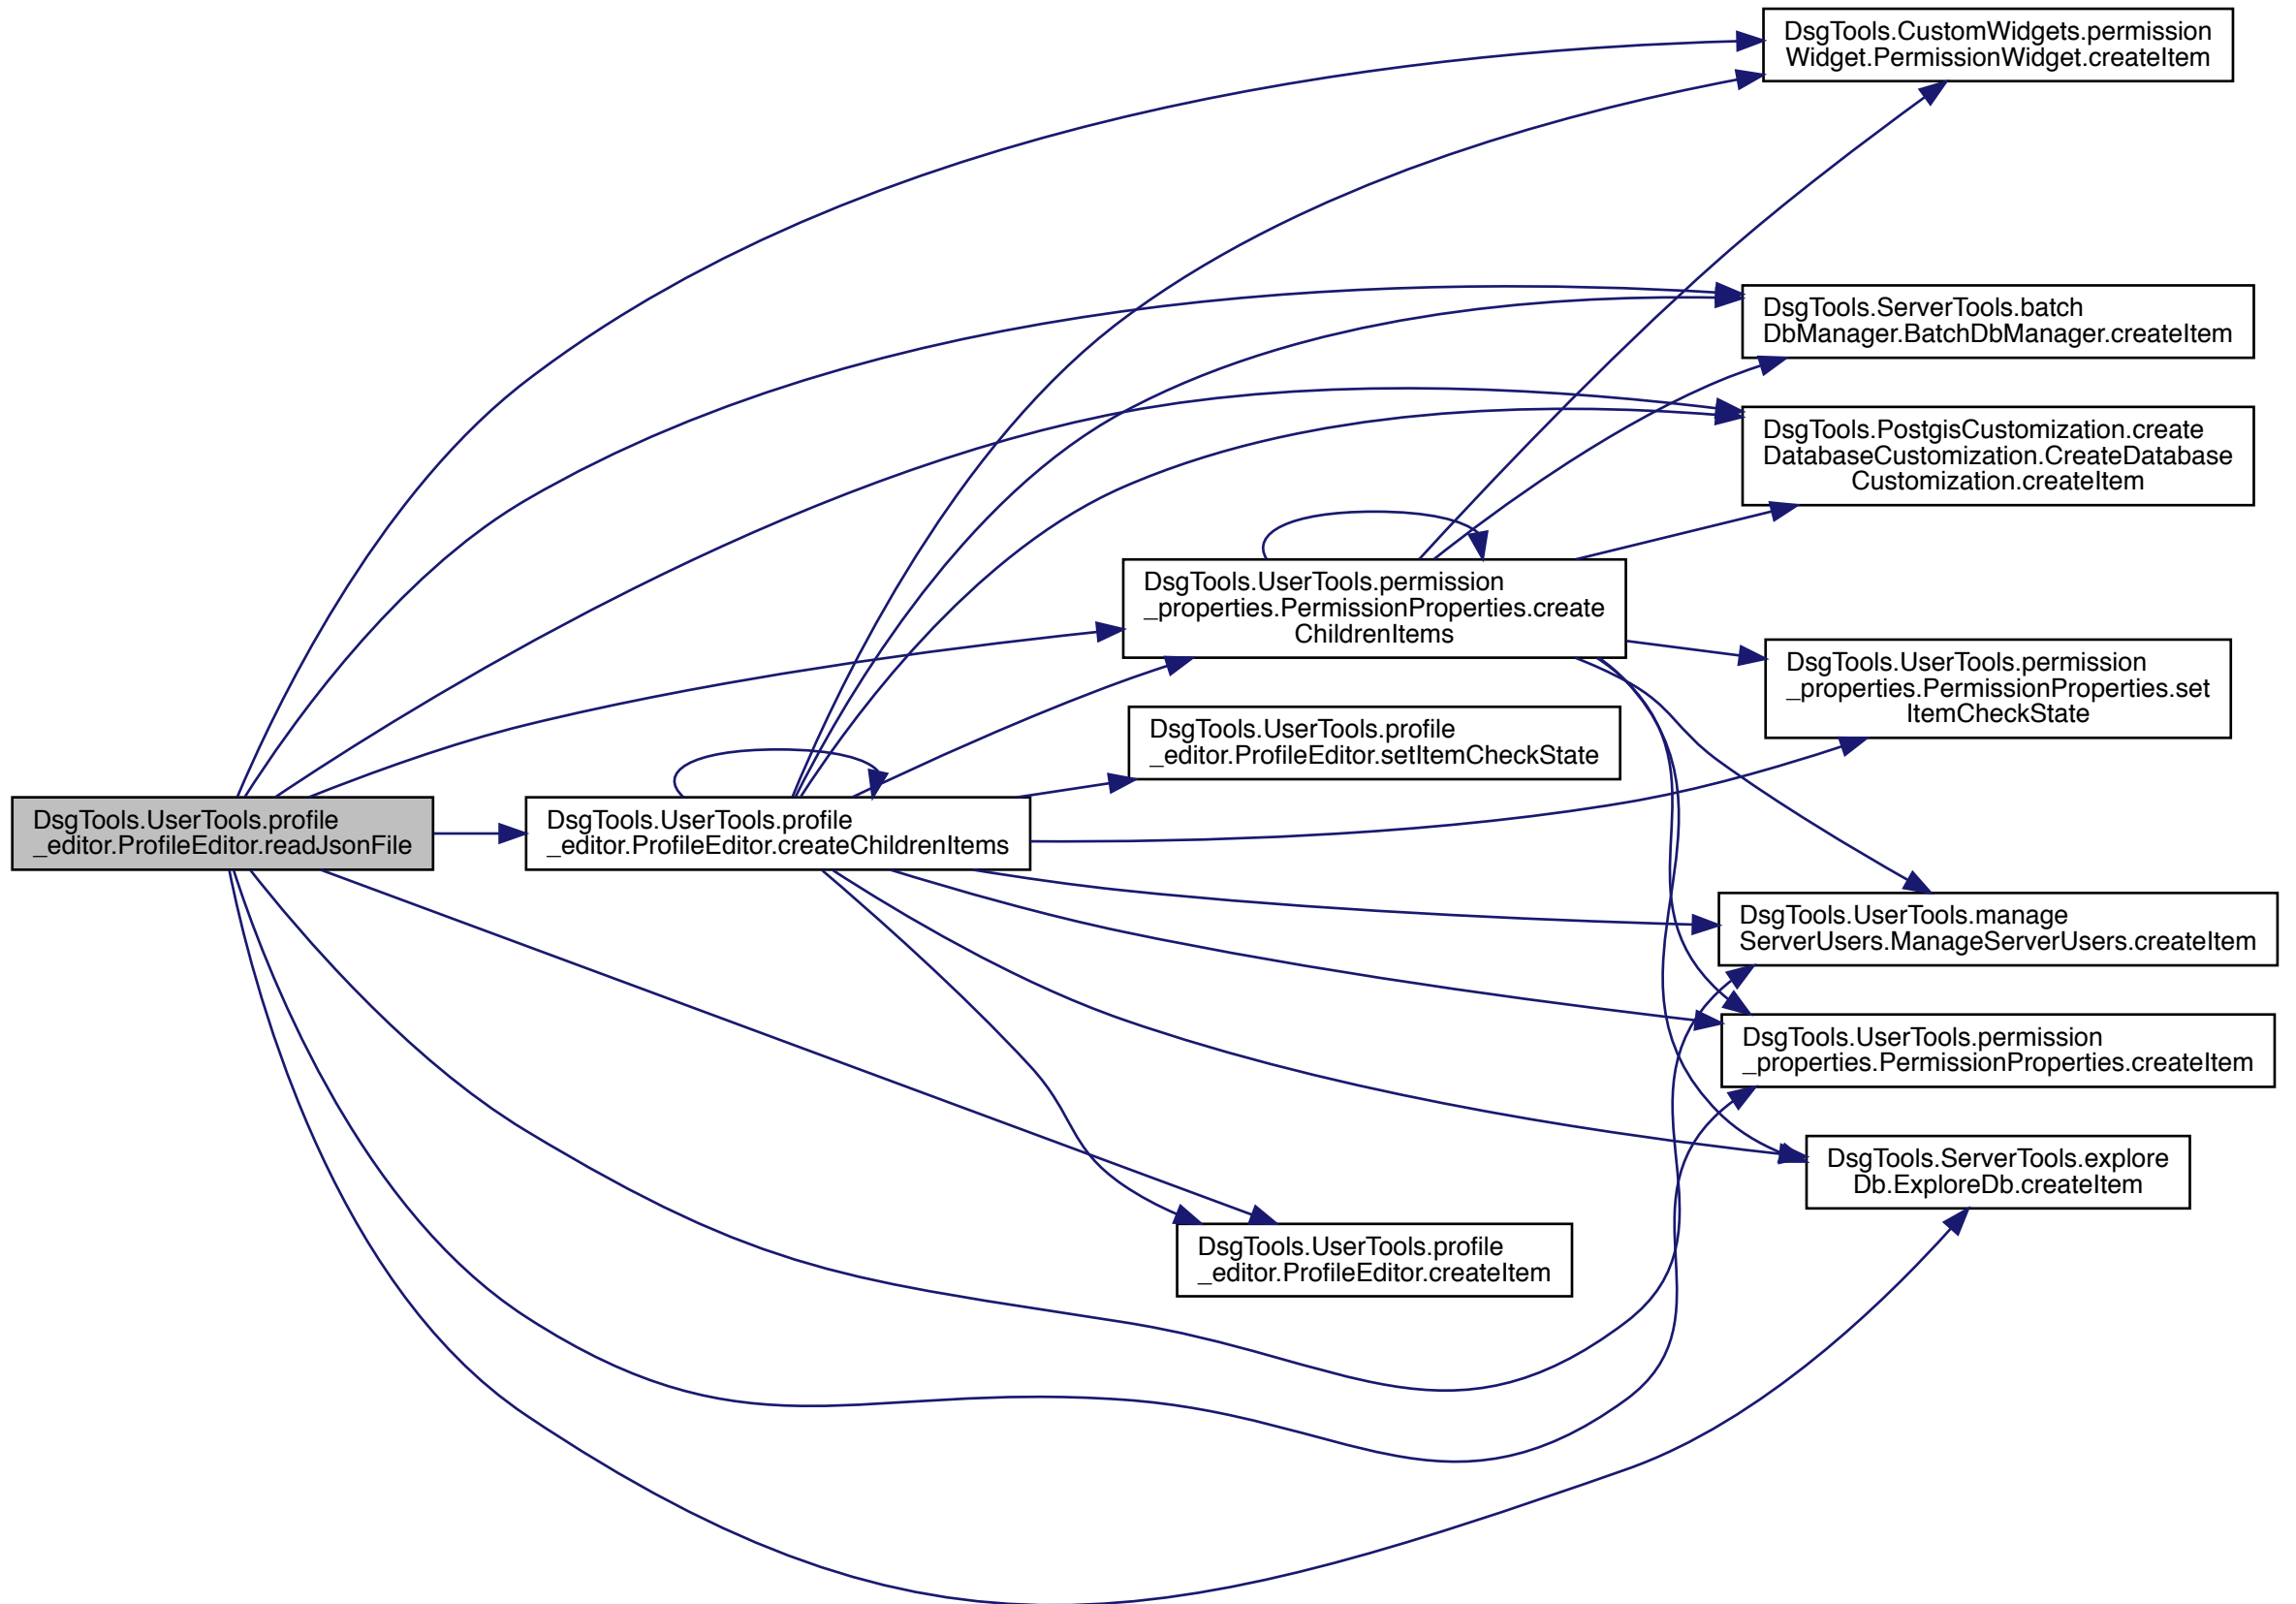 DsgTools.CustomWidgets.permission
Widget.PermissionWidget.createItem
DsgTools.ServerTools.batch
DbManager.BatchDbManager.createItem
DsgTools.PostgisCustomization.create
DatabaseCustomization.CreateDatabase
Customization.createItem
DsgTools.UserTools.permission
_properties.PermissionProperties.create
ChildrenItems
DsgTools.UserTools.permission
_properties.PermissionProperties.set
ItemCheckState
DsgTools.UserTools.profile
_editor.ProfileEditor.setItemCheckState
DsgTools.UserTools.profile
_editor.ProfileEditor.readJsonFile
DsgTools.UserTools.profile
_editor.ProfileEditor.createChildrenItems
DsgTools.UserTools.manage
ServerUsers.ManageServerUsers.createItem
DsgTools.UserTools.permission
_properties.PermissionProperties.createItem
DsgTools.ServerTools.explore
Db.ExploreDb.createItem
DsgTools.UserTools.profile
_editor.ProfileEditor.createItem